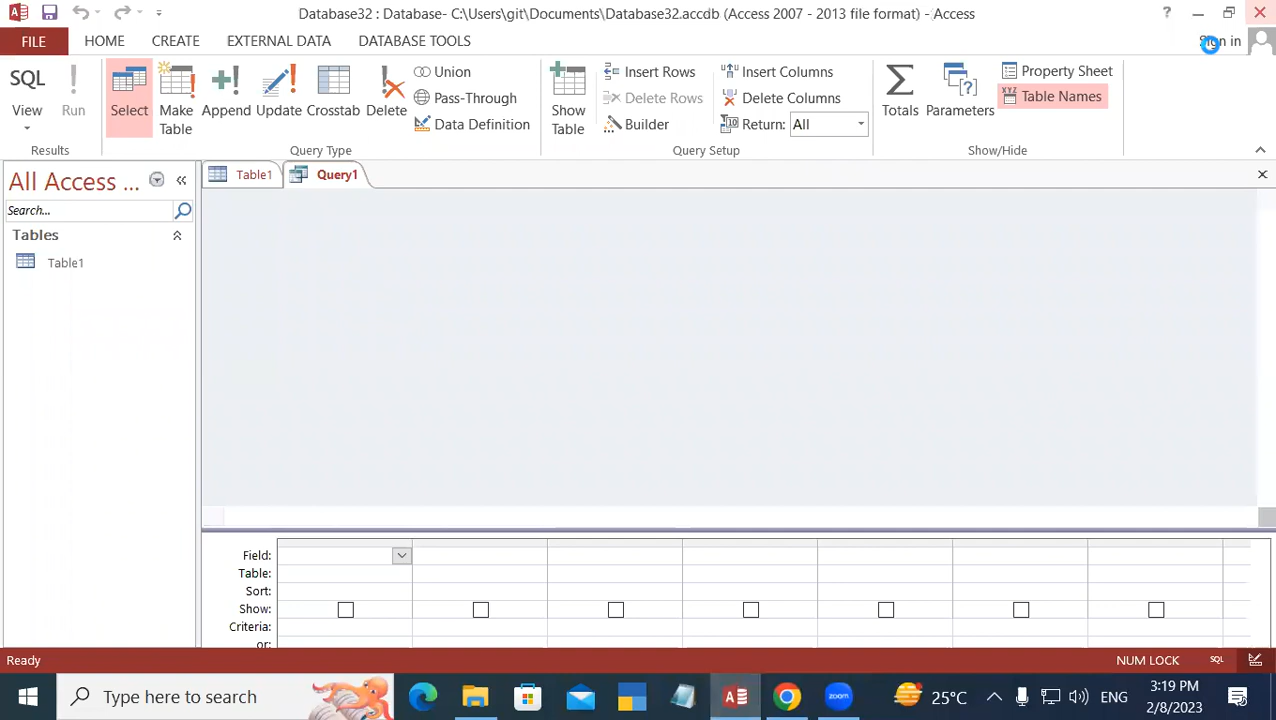 Database32 : Database- C:\Users\git\Documents\Database32.accdb (Access 2007 - 2013 file format) - Access
?
FILE HOME CREATE EXTERNAL DATA DATABASE TOOLS
SQL View
Run
Results
Select
Make Table
Append
Update
Crosstab
Delete
Union
Pass-Through
Data Definition
Query Type
Show Table
Insert Rows
Delete Rows
Builder
Insert Columns
Delete Columns
Return: All
Query Setup
Totals
Parameters
Property Sheet
Table Names
Show/Hide
All Access ...
Search...
Tables
Table1
Table1 Query1
Field:
Table:
Sort:
Show:
Criteria:
or:
Ready
NUM LOCK SQL
Type here to search
zoom
25°C
ENG
3:19 PM
2/8/2023